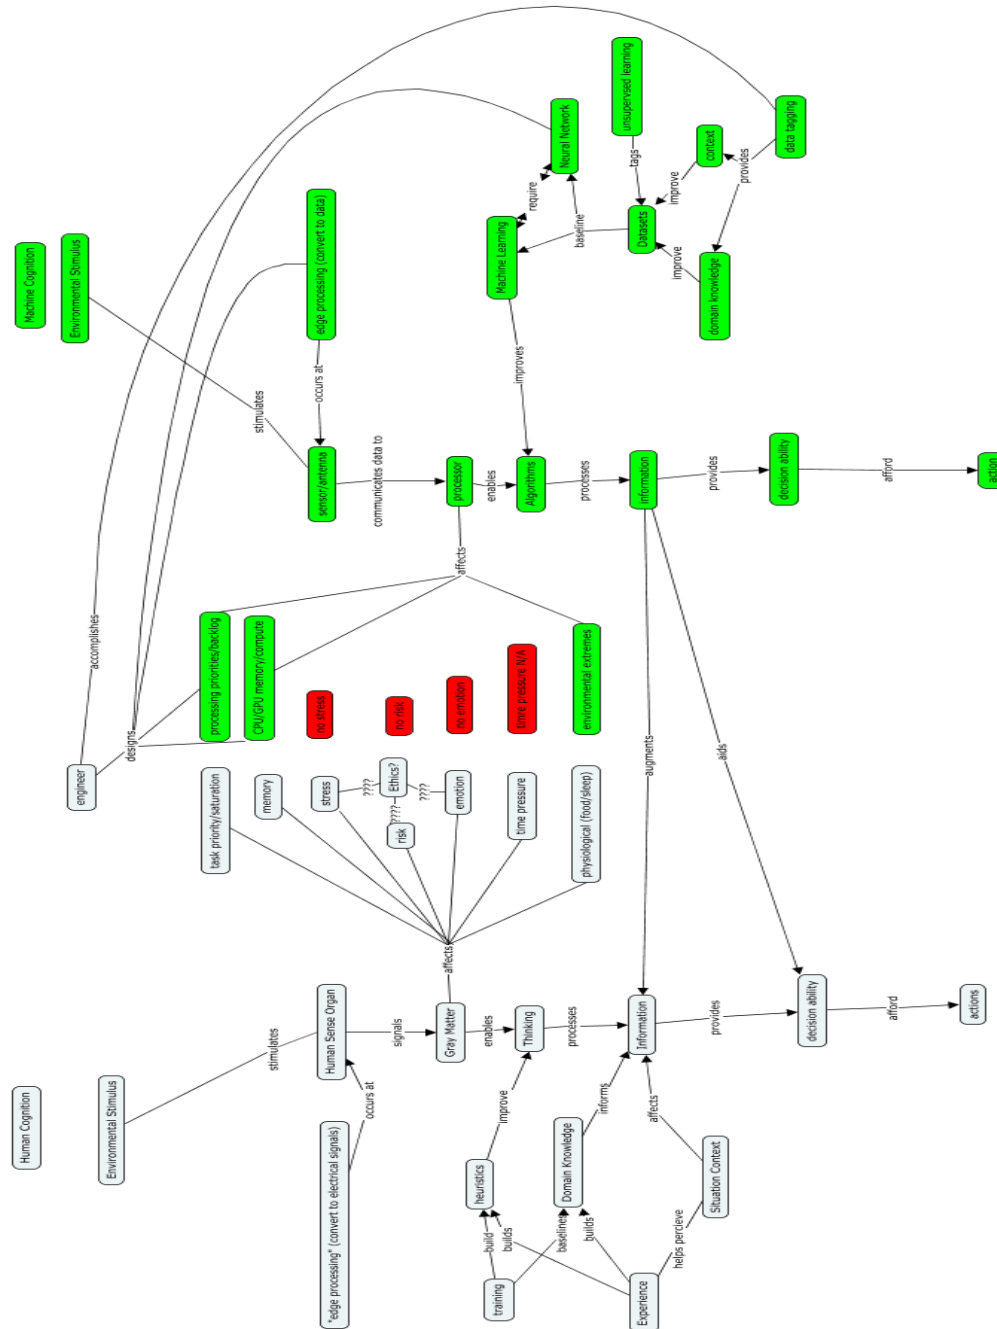 Human Cognition
Machine Cognition
Environmental Stimulus
engineer
Environmental Stimulus
accomplishes
designs
stimulates
stimulates
*edge processing* (convert to electrical signals)
occurs at
Human Sense Organ
signals
task priority/saturation
memory
stress
????
Ethics?
????
????
risk
emotion
time pressure
physiological (food/sleep)
processing priorities/backlog
CPU/GPU memory/compute
no stress
no risk
no emotion
timre pressure N/A
environmental extremes
sensor/antenna
occurs at
edge processing (convert to data)
communicates data to
Gray Matter
affects
affects
processor
enables
enables
training
build
builds
heuristics
improve
Thinking
Algorithms
improves
Machine Learning
require
Neural Network
baselines
builds
Domain Knowledge
informs
processes
processes
baseline
unsupervsed learning
tags
Experience
helps percieve
Situation Context
affects
Information
augments
information
Datasets
improve
improve
context
domain knowledge
provides
data tagging
provides
aids
provides
decision ability
decision ability
afford
afford
actions
action